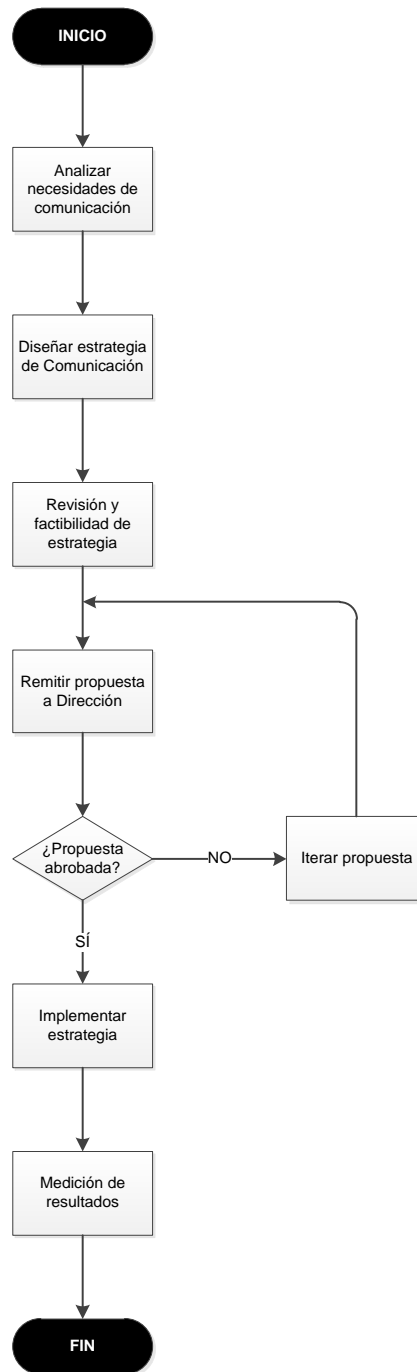 INICIO
Analizar
necesidades de
comunicación
Diseñar estrategia
de Comunicación
Revisión y
factibilidad de
estrategia
Remitir propuesta
a Dirección
¿Propuesta
abrobada?
NO
Iterar propuesta
SÍ
Implementar
estrategia
Medición de
resultados
FIN